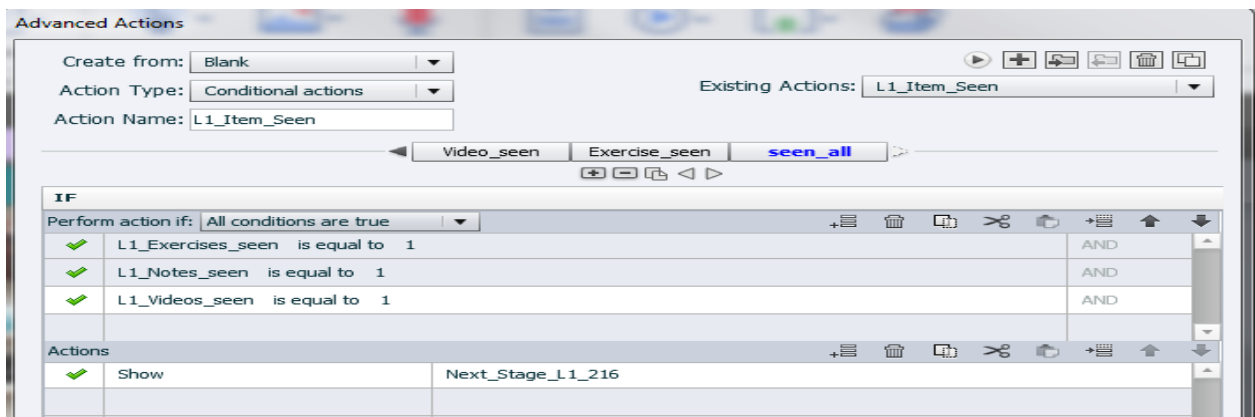 Advanced Actions
Create from: Blank
Action Type: Conditional actions
Existing Actions: L1_Item_Seen
Action Name: L1_Item_Seen
Video_seen Exercise_seen seen_all
IF
Perform action if: All conditions are true
L1_Exercises_seen is equal to 1 AND
L1_Notes_seen is equal to 1 AND
L1_Videos_seen is equal to 1 AND
Actions
Show Next_Stage_L1_216